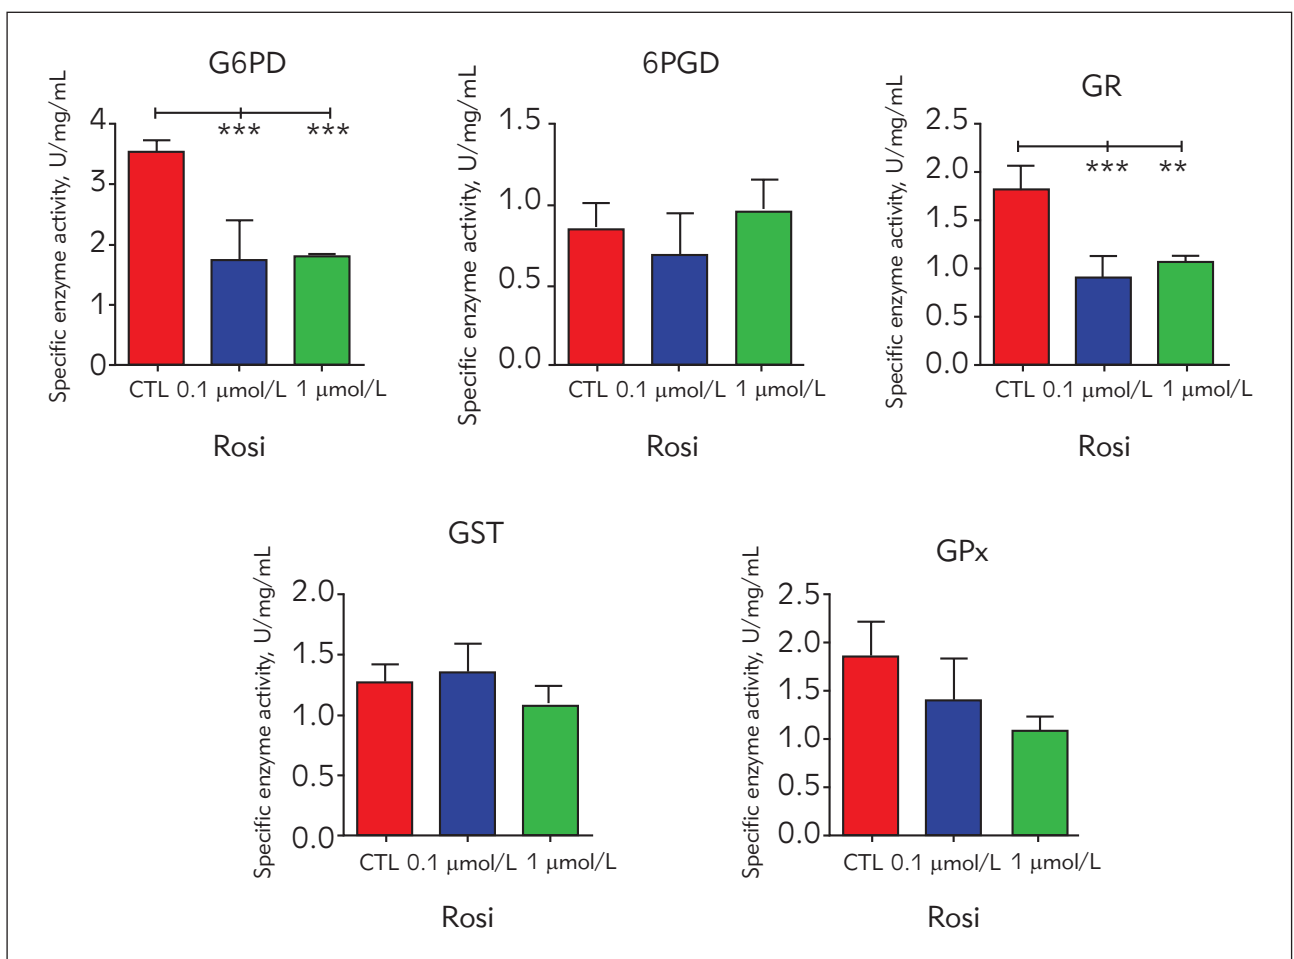 G6PD
Specific enzyme activity, U/mg/mL
4
3
2
1
0
*** ***
CTL 0.1 μmol/L 1 μmol/L
Rosi
6PGD
Specific enzyme activity, U/mg/mL
1.5
1.0
0.5
0.0
CTL 0.1 μmol/L 1 μmol/L
Rosi
GR
Specific enzyme activity, U/mg/mL
2.5
2.0
1.5
1.0
0.5
0.0
*** **
CTL 0.1 μmol/L 1 μmol/L
Rosi
GST
Specific enzyme activity, U/mg/mL
2.0
1.5
1.0
0.5
0.0
CTL 0.1 μmol/L 1 μmol/L
Rosi
GPx
Specific enzyme activity, U/mg/mL
2.5
2.0
1.5
1.0
0.5
0.0
CTL 0.1 μmol/L 1 μmol/L
Rosi